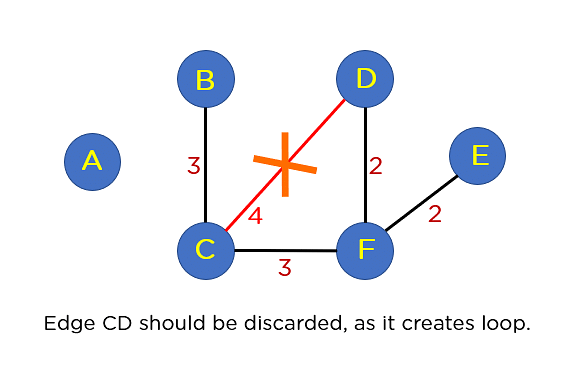 B
D
A
E
3
2
4
2
C
F
3
Edge CD should be discarded, as it creates loop.